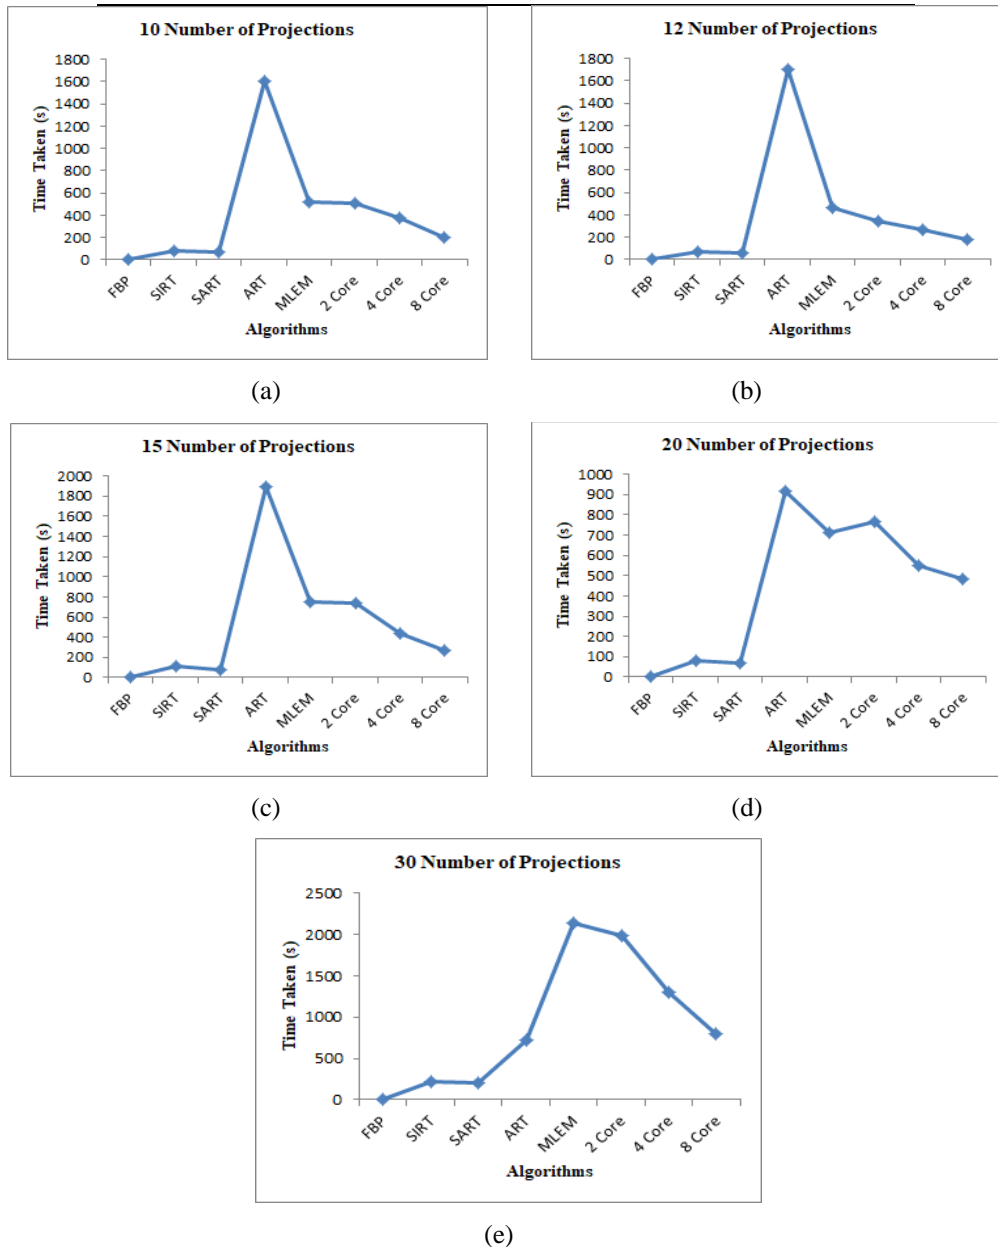 10 Number of Projections
Time Taken (s)
1800
1600
1400
1200
1000
800
600
400
200
0
FBP
SIRT
SART
ART
MLEM
2 Core
4 Core
8 Core
Algorithms
(a)
12 Number of Projections
Time Taken (s)
1800
1600
1400
1200
1000
800
600
400
200
0
FBP
SIRT
SART
ART
MLEM
2 Core
4 Core
8 Core
Algorithms
(b)
15 Number of Projections
Time Taken (s)
2000
1800
1600
1400
1200
1000
800
600
400
200
0
FBP
SIRT
SART
ART
MLEM
2 Core
4 Core
8 Core
Algorithms
(c)
20 Number of Projections
Time Taken (s)
1000
900
800
700
600
500
400
300
200
100
0
FBP
SIRT
SART
ART
MLEM
2 Core
4 Core
8 Core
Algorithms
(d)
30 Number of Projections
Time Taken (s)
2500
2000
1500
1000
500
0
FBP
SIRT
SART
ART
MLEM
2 Core
4 Core
8 Core
Algorithms
(e)